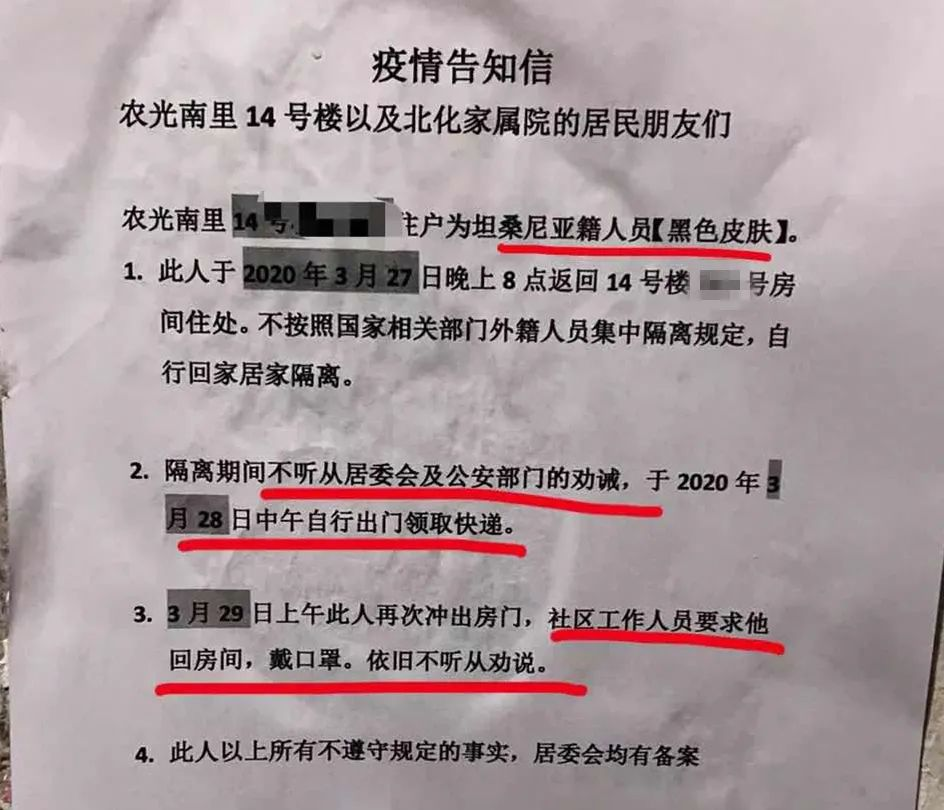 疫情告知信
农光南里 14 号楼以及北化家属院的居民朋友们
农光南里 14 号 住户为坦桑尼亚籍人员【黑色皮肤】。
1. 此人于 2020 年 3 月 27 日晚上 8 点返回 14 号楼 号房
间住处。不按照国家相关部门外籍人员集中隔离规定，自
行回家居家隔离。
2. 隔离期间不听从居委会及公安部门的劝诫，于 2020 年 3
月 28 日中午自行出门领取快递。
3. 3 月 29 日上午此人再次冲出房门，社区工作人员要求他
回房间，戴口罩。依旧不听从劝说。
4. 此人以上所有不遵守规定的事实，居委会均有备案